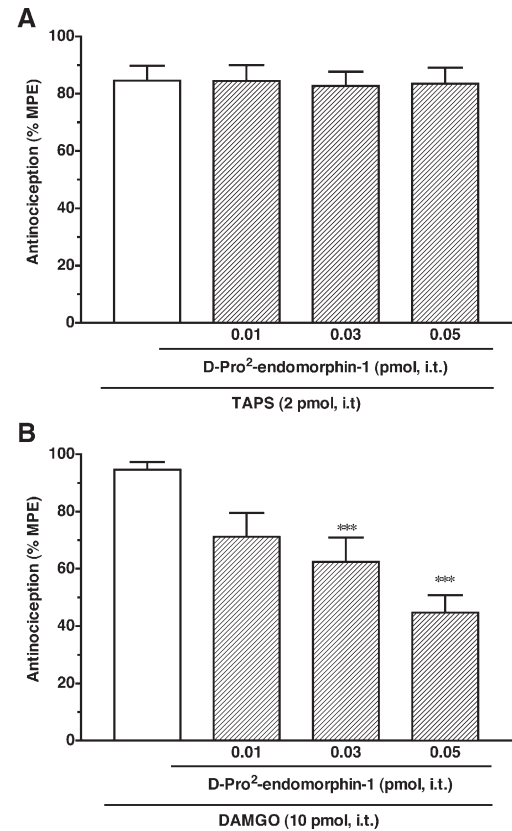 A
100
80
60
40
20
0
Antinociception (% MPE)
0.01 0.03 0.05
D-Pro²-endomorphin-1 (pmol, i.t.)
TAPS (2 pmol, i.t)
B
100
80
60
40
20
0
Antinociception (% MPE)
***
***
0.01 0.03 0.05
D-Pro²-endomorphin-1 (pmol, i.t.)
DAMGO (10 pmol, i.t.)